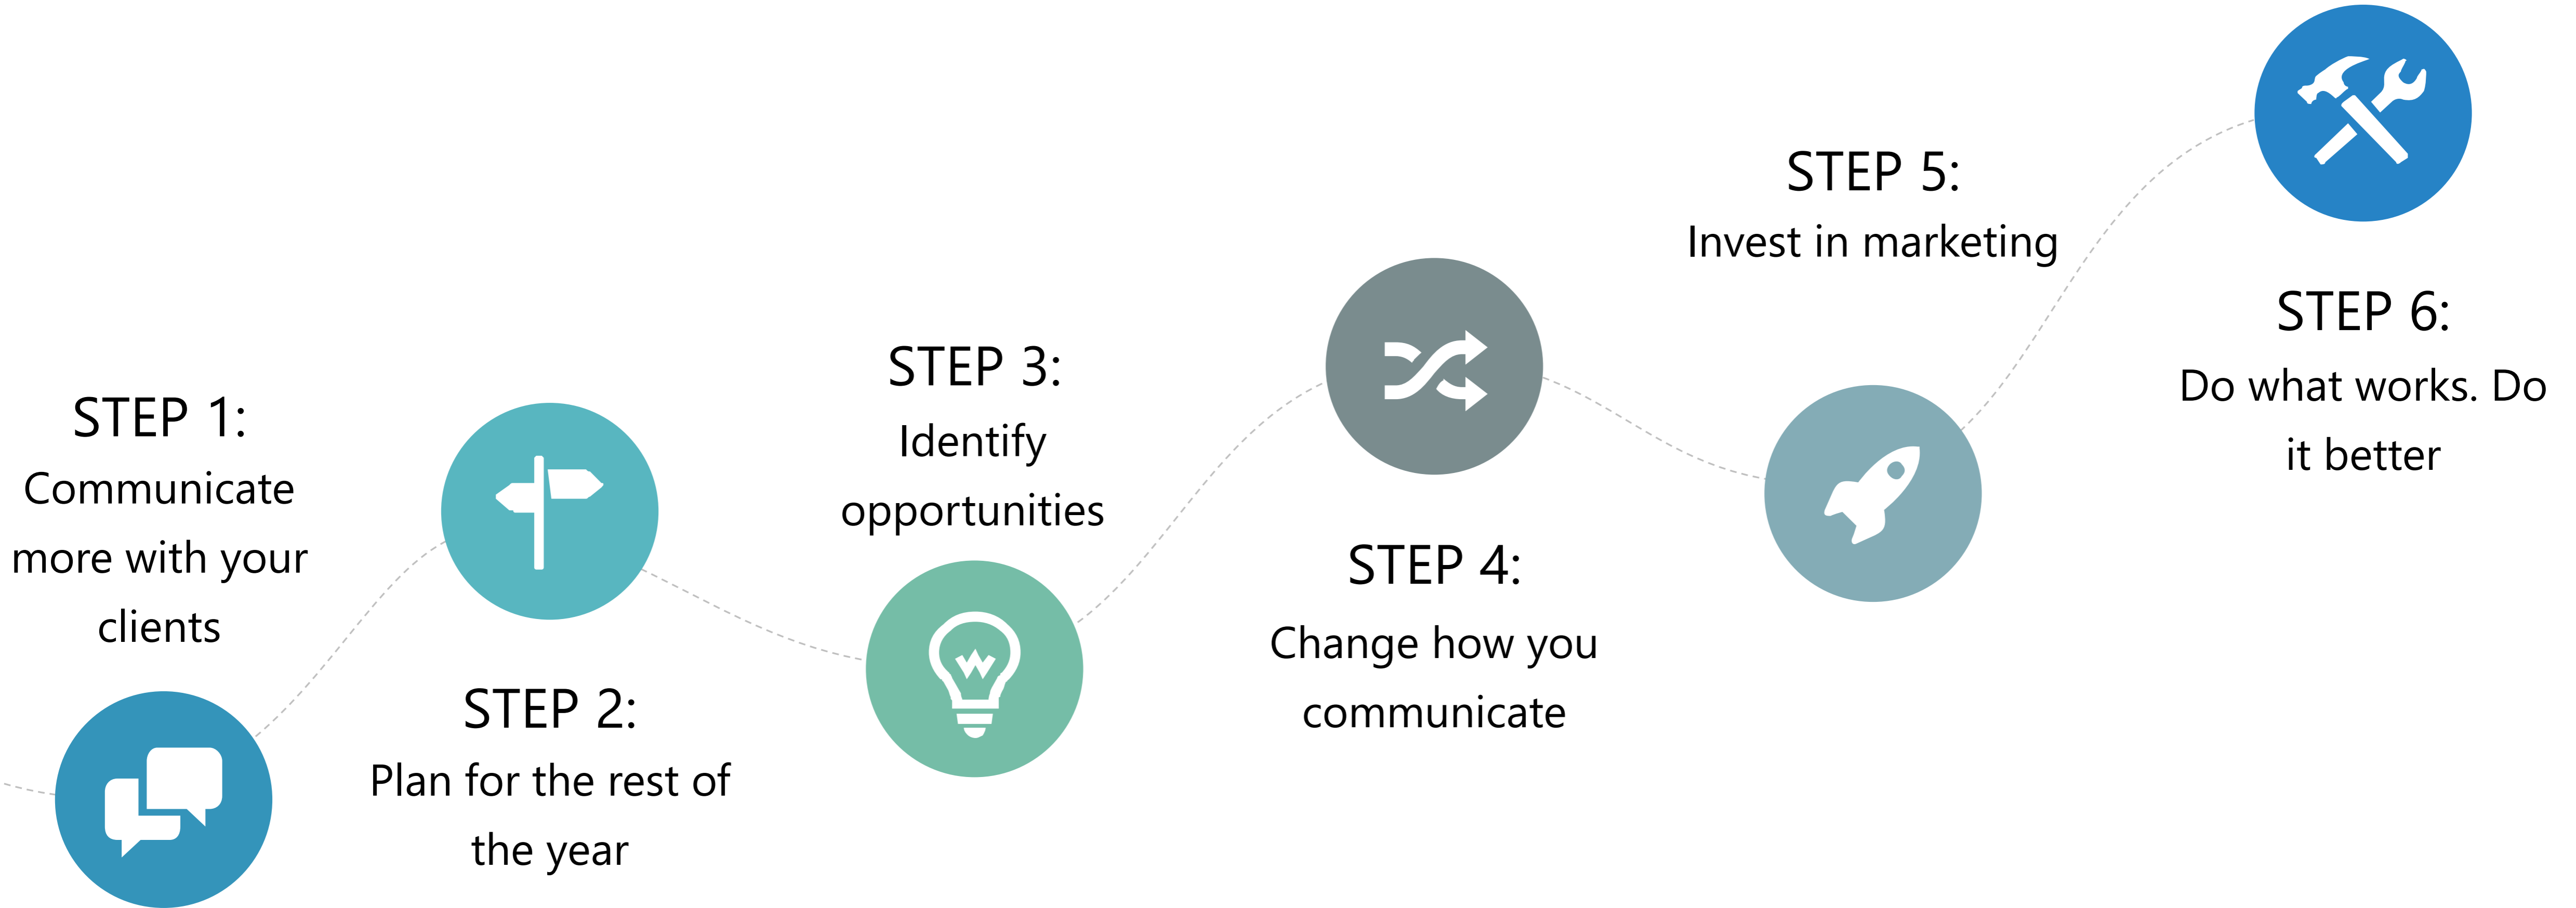 STEP 1:
Communicate
more with your
clients
STEP 2:
Plan for the rest of
the year
STEP 3:
Identify
opportunities
STEP 4:
Change how you
communicate
STEP 5:
Invest in marketing
STEP 6:
Do what works. Do
it better